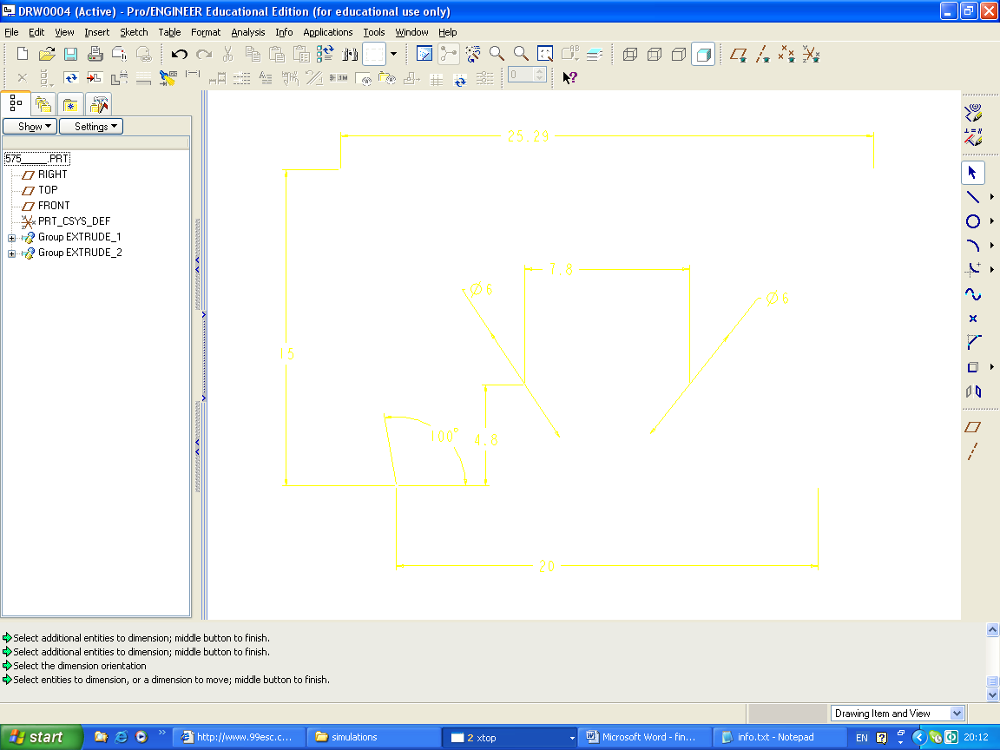 DRW0004 (Active) - Pro/ENGINEER Educational Edition (for educational use only)
File Edit View Insert Sketch Table Format Analysis Info Applications Tools Window Help
0
Show Settings
575_____.PRT
RIGHT
TOP
FRONT
PRT_CSYS_DEF
Group EXTRUDE_1
Group EXTRUDE_2
25.29
7.8
Ø6
Ø6
15
100°
4.8
20
Select additional entities to dimension; middle button to finish.
Select additional entities to dimension; middle button to finish.
Select the dimension orientation
Select entities to dimension, or a dimension to move; middle button to finish.
Drawing Item and View
start
http://www.99esc.c...
simulations
2 xtop
Microsoft Word - fin...
info.txt - Notepad
EN
20:12